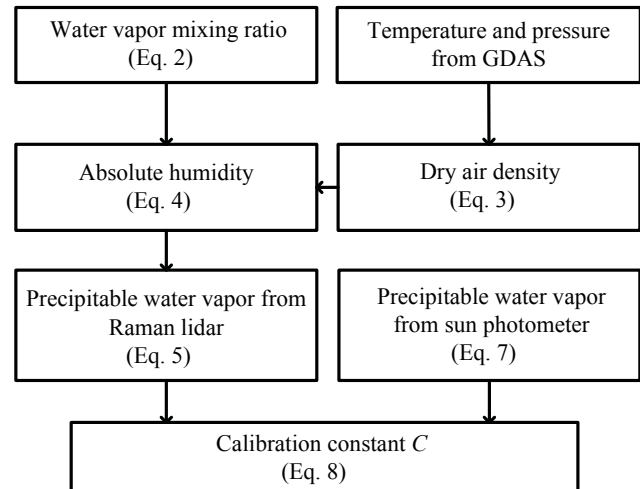 Water vapor mixing ratio
(Eq. 2)
Temperature and pressure
from GDAS
Absolute humidity
(Eq. 4)
Dry air density
(Eq. 3)
Precipitable water vapor from
Raman lidar
(Eq. 5)
Precipitable water vapor
from sun photometer
(Eq. 7)
Calibration constant C
(Eq. 8)